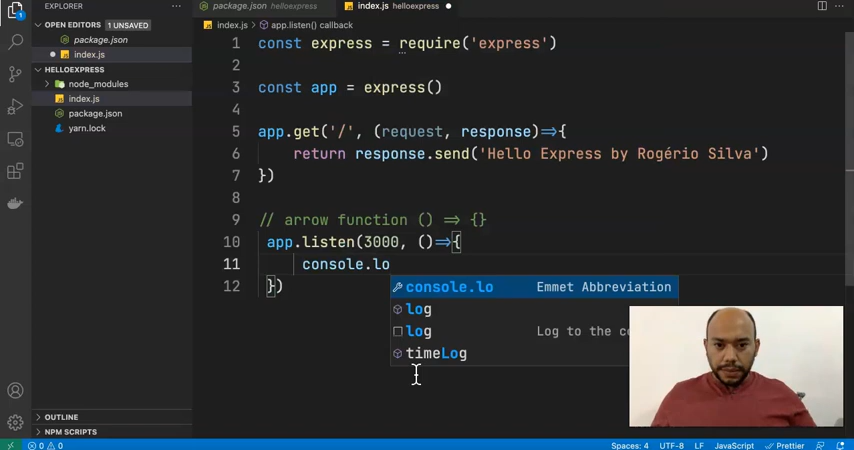 EXPLORER
package.json helloexpress
index.js helloexpress
OPEN EDITORS 1 UNSAVED
index.js > app.listen() callback
package.json
index.js
HELLOEXPRESS
node_modules
index.js
package.json
yarn.lock
1 const express = require('express')
2
3 const app = express()
4
5 app.get('/', (request, response)=>{
6 return response.send('Hello Express by Rogério Silva')
7 })
8
9 // arrow function () => {}
10 app.listen(3000, ()=>{
11 console.lo
12 })
console.lo Emmet Abbreviation
log
log Log to the co
timeLog
OUTLINE
NPM SCRIPTS
0 0 Spaces: 4 UTF-8 LF JavaScript Prettier